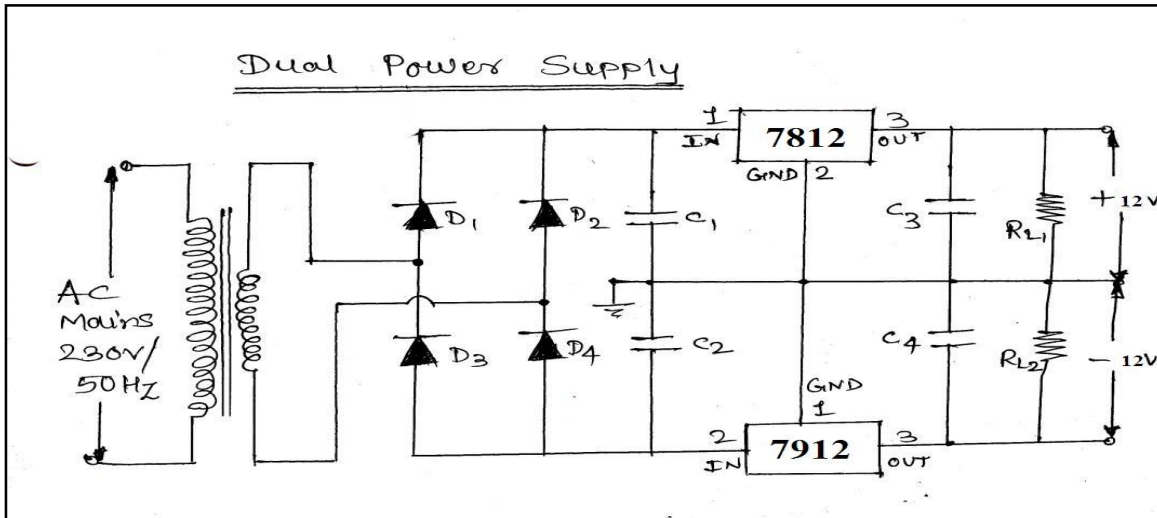 Dual Power Supply
1 IN 7812 3 OUT
GND 2
D1
D2
C1
C3
RL1
+ 12V
AC
Mains
230V/
50HZ
D3
D4
C2
C4
RL2
- 12V
GND
1
2 IN 7912 3 OUT